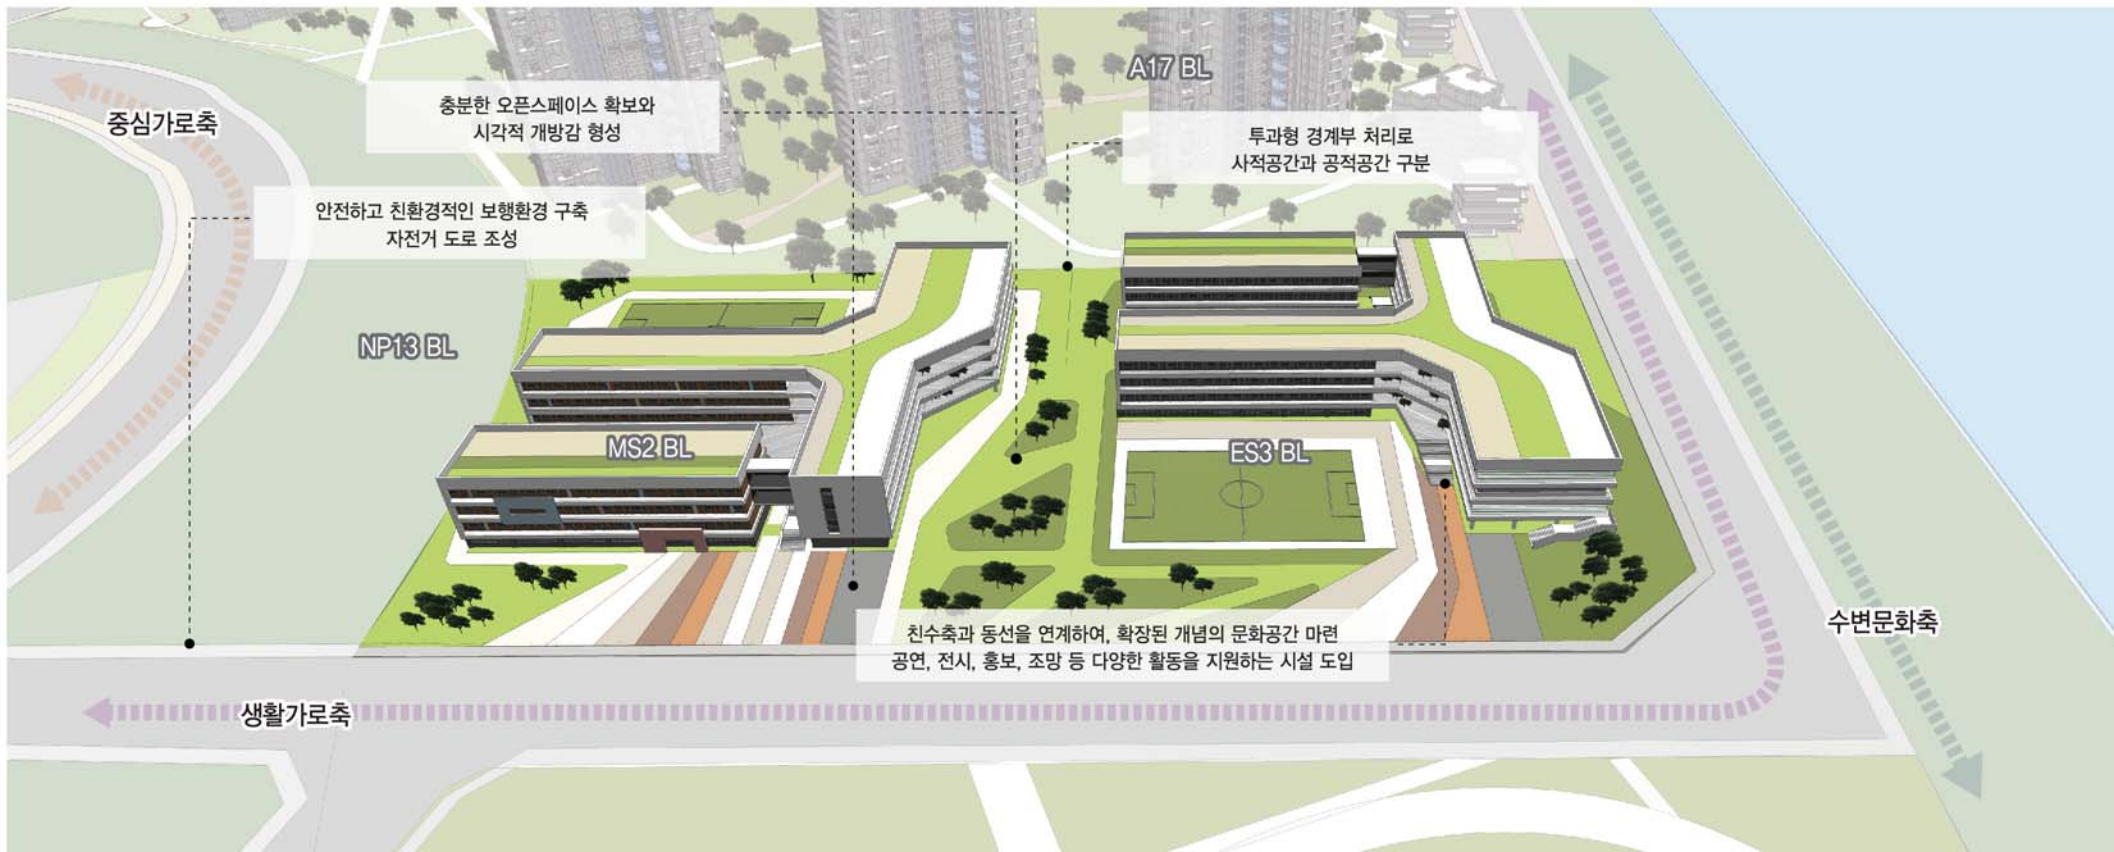 A17 BL
중심가로축
충분한 오픈스페이스 확보와
시각적 개방감 형성
투과형 경계부 처리로
사적공간과 공적공간 구분
안전하고 친환경적인 보행환경 구축
자전거 도로 조성
NP13 BL
MS2 BL
ES3 BL
수변문화축
친수축과 동선을 연계하여, 확장된 개념의 문화공간 마련
공연, 전시, 홍보, 조망 등 다양한 활동을 지원하는 시설 도입
생활가로축